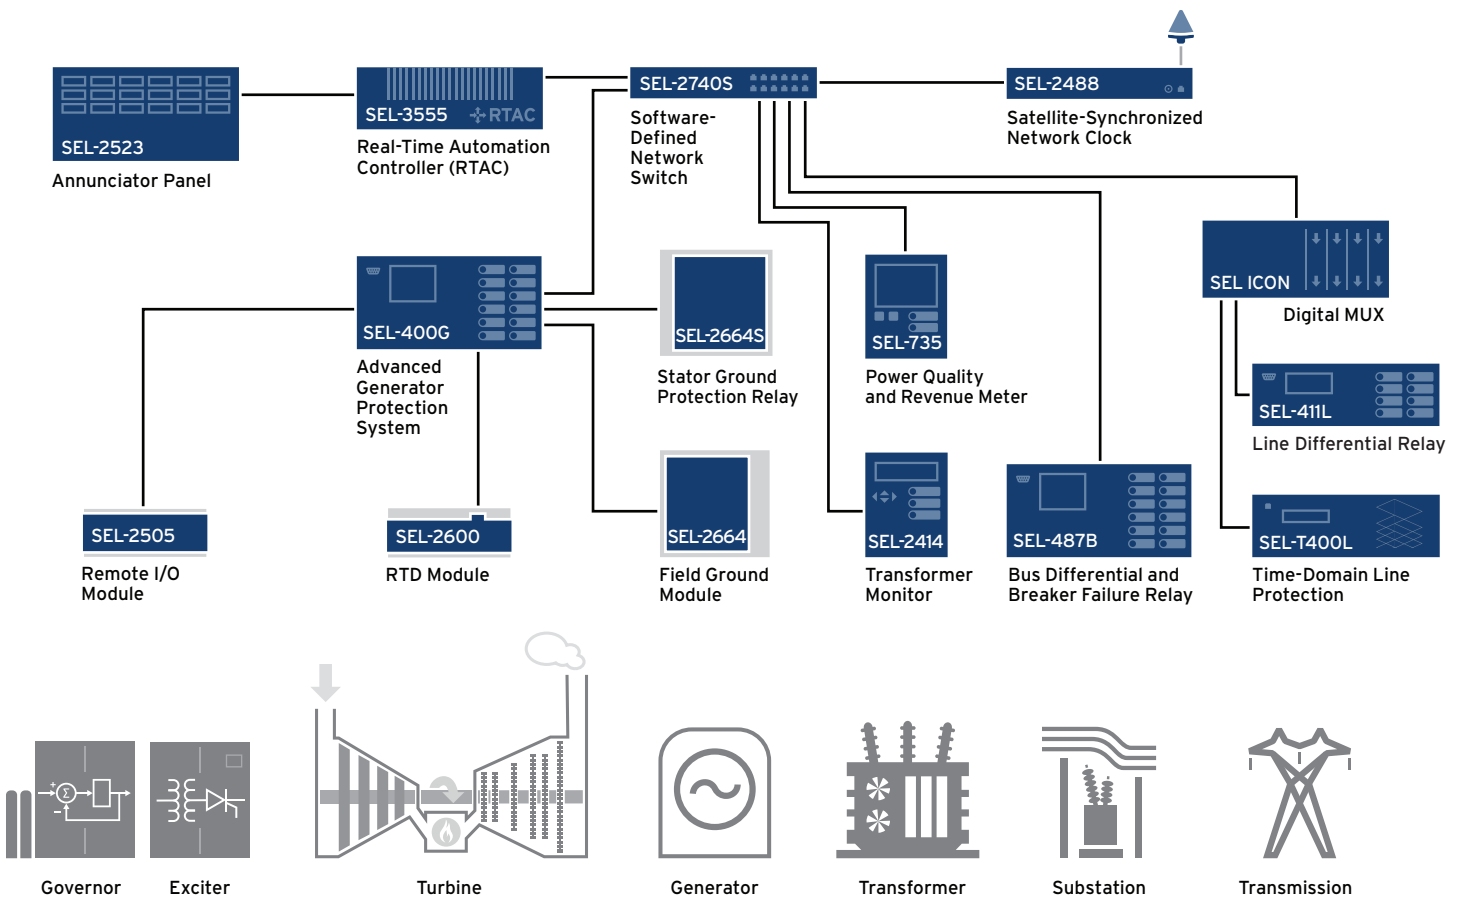 SEL-2523
Annunciator Panel
SEL-3555
RTAC
Real-Time Automation
Controller (RTAC)
SEL-2740S
Software-
Defined
Network
Switch
SEL-2488
Satellite-Synchronized
Network Clock
SEL-400G
Advanced
Generator
Protection
System
SEL-2664S
Stator Ground
Protection Relay
SEL-735
Power Quality
and Revenue Meter
SEL ICON
Digital MUX
SEL-411L
Line Differential Relay
SEL-2505
Remote I/O
Module
SEL-2600
RTD Module
SEL-2664
Field Ground
Module
SEL-2414
Transformer
Monitor
SEL-487B
Bus Differential and
Breaker Failure Relay
SEL-T400L
Time-Domain Line
Protection
+
Σ
−
Governor
Exciter
Turbine
Generator
Transformer
Substation
Transmission